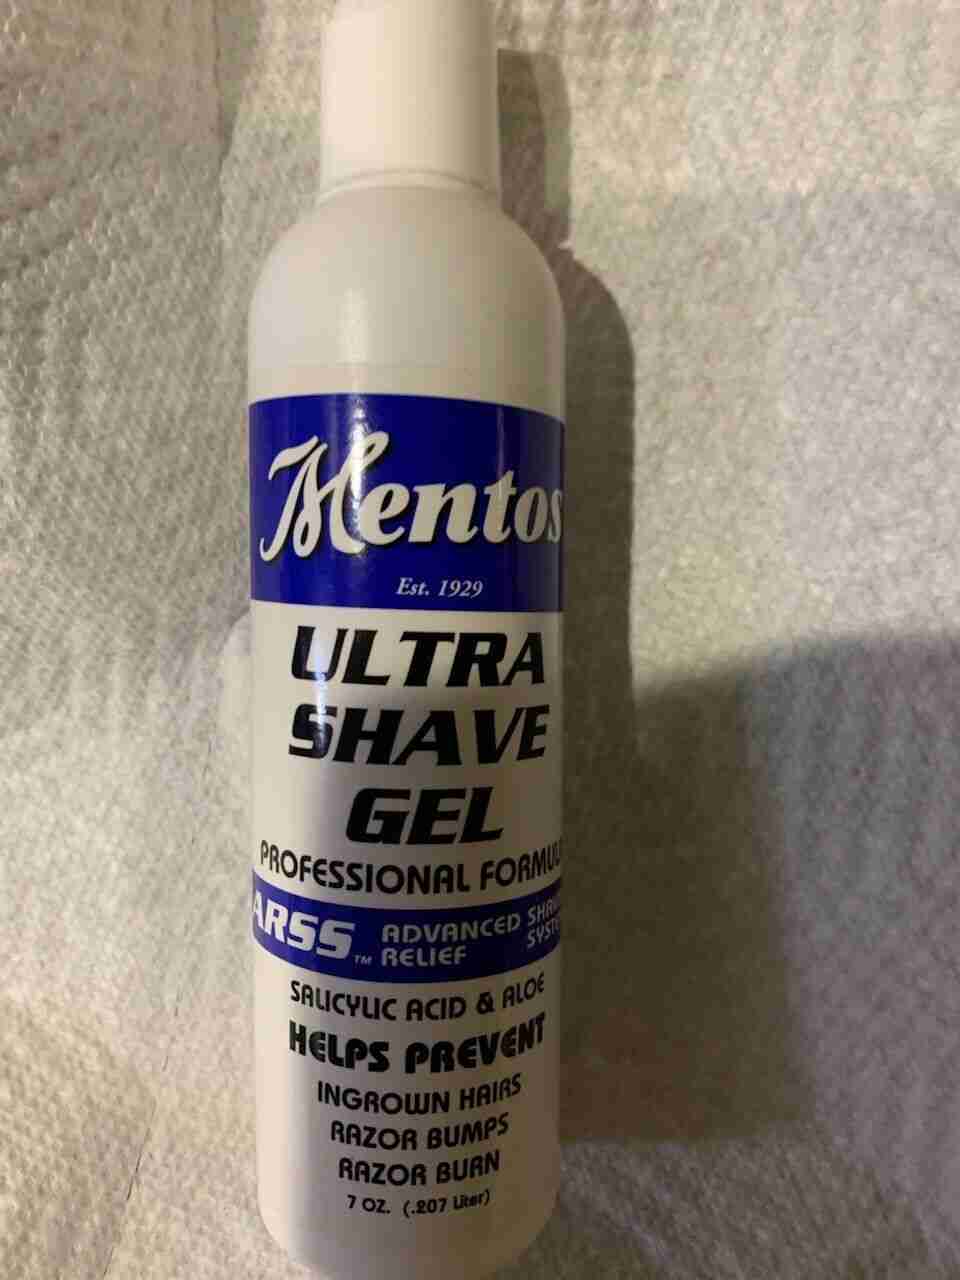 Mentos
Est. 1929
ULTRA
SHAVE
GEL
PROFESSIONAL
ARSS™ ADVANCED
RELIEF
SALICYLIC ACID & ALOE
HELPS PREVENT
INGROWN HAIRS
RAZOR BUMPS
RAZOR BURN
7 OZ. (.207 Liter)